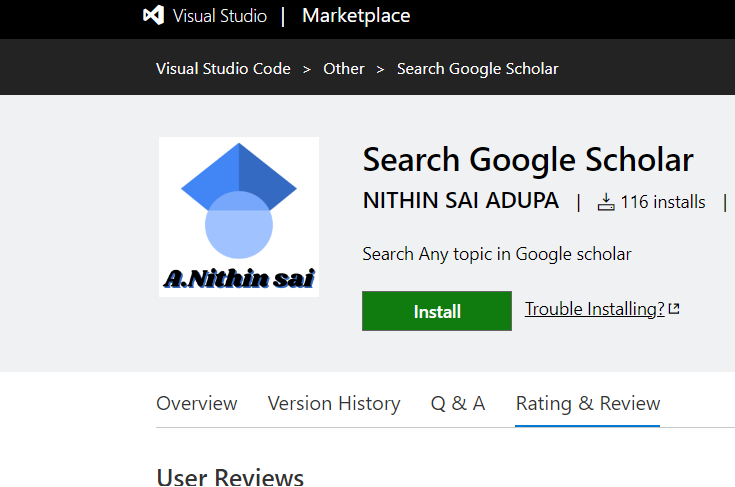 Visual Studio | Marketplace
Visual Studio Code > Other > Search Google Scholar
Search Google Scholar
NITHIN SAI ADUPA | 116 installs |
Search Any topic in Google scholar
A.Nithin sai
Install Trouble Installing?
Overview Version History Q & A Rating & Review
User Reviews